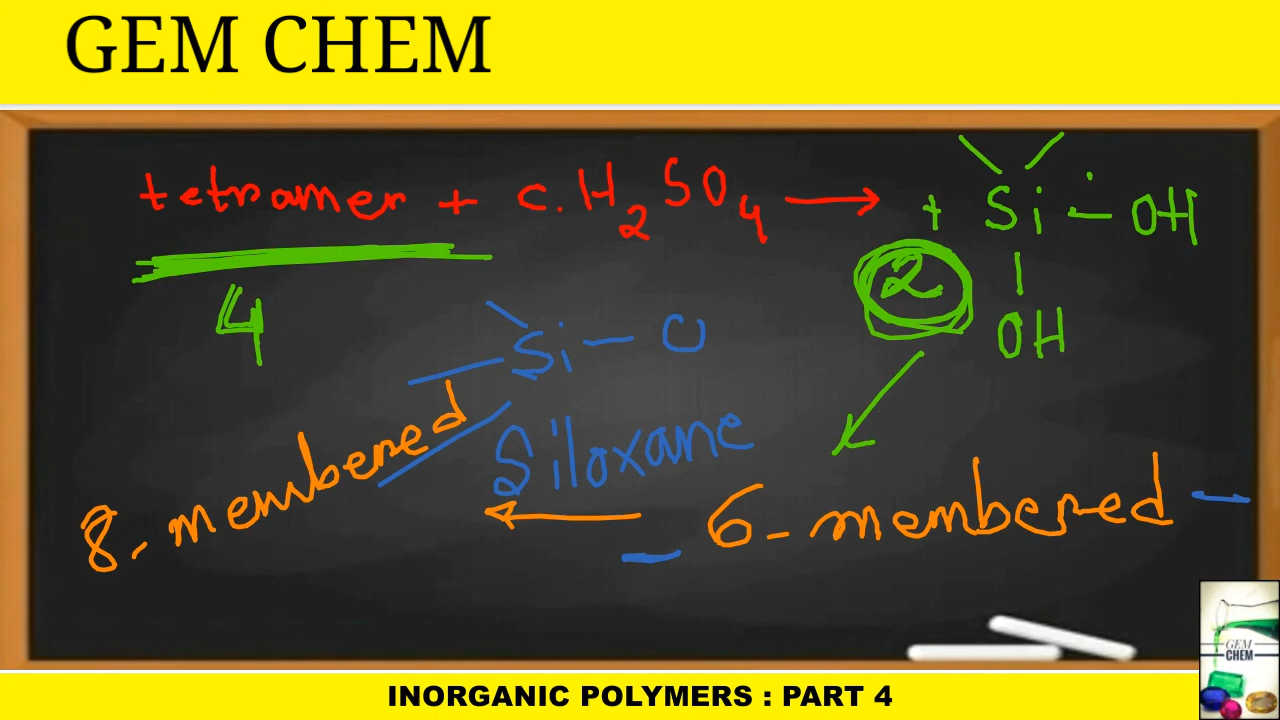 GEM CHEM
tetramer + c. H2SO4 → + Si - OH
4
2
OH
Si - O
8-membered
Siloxane
6-membered
GEM
CHEM
INORGANIC POLYMERS : PART 4